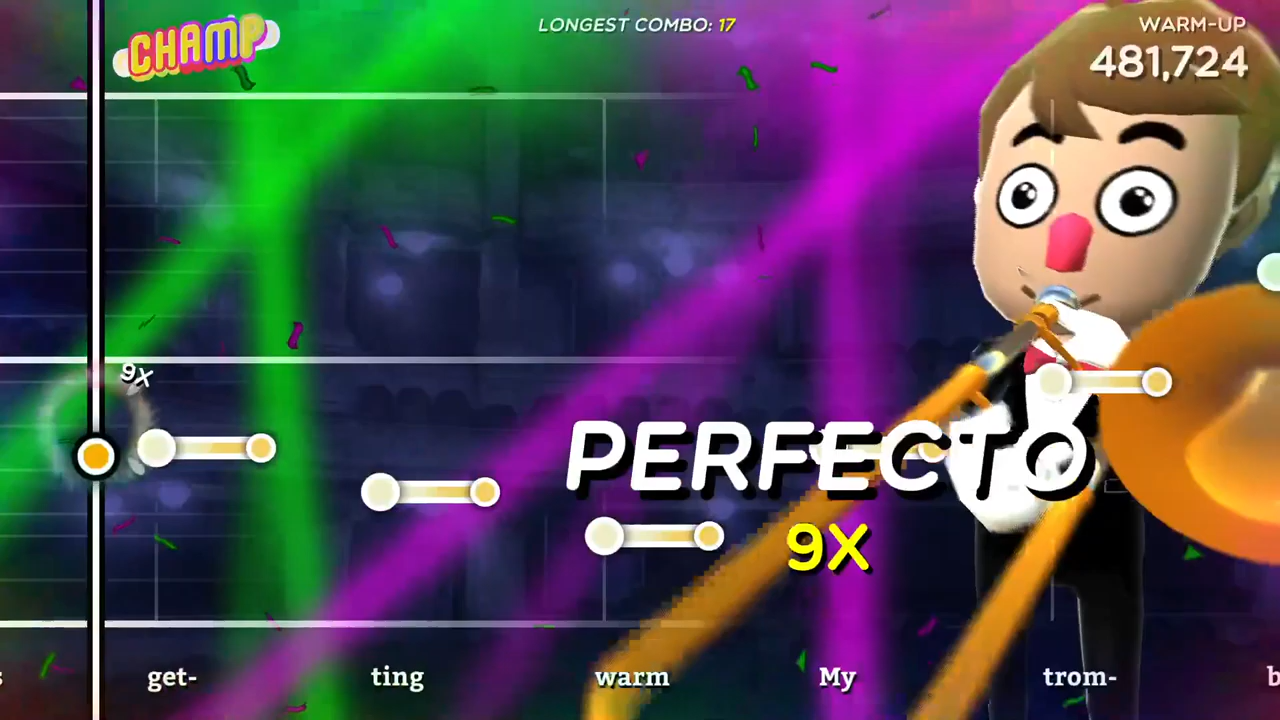 CHAMP
LONGEST COMBO: 17
WARM-UP
481,724
9X
PERFECTO
9X
get- ting warm My trom-